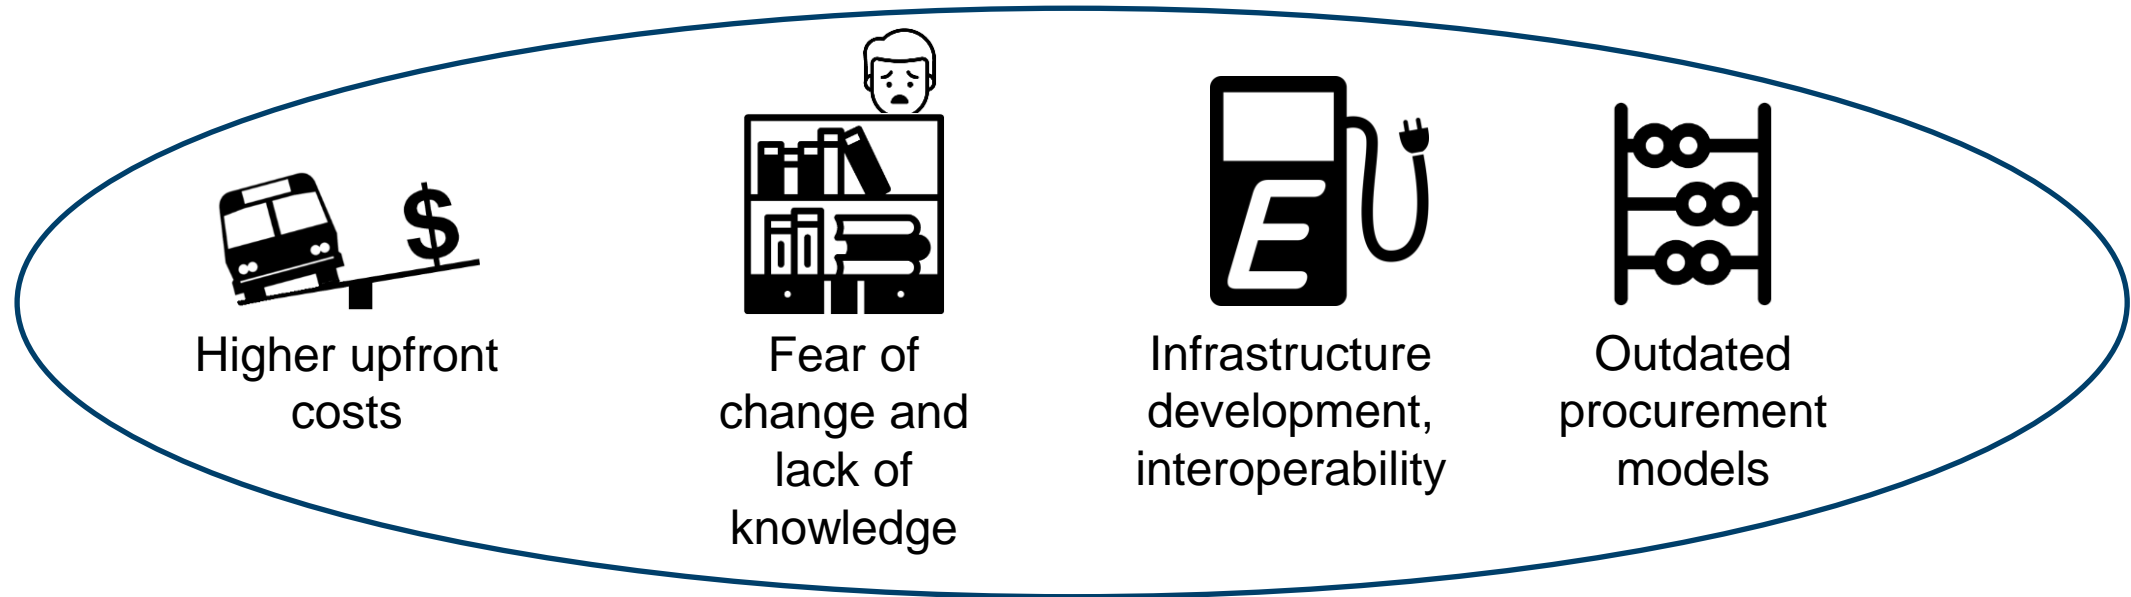 $
E
Higher upfront
costs
Fear of
change and
lack of
knowledge
Infrastructure
development,
interoperability
Outdated
procurement
models